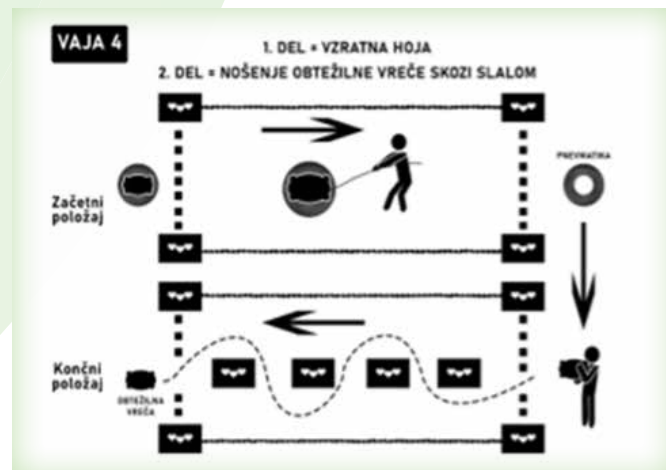 VAJA 4
1. DEL = VZRATNA HOJA
2. DEL = NOŠENJE OBTEŽILNE VREČE SKOZI SLALOM
PNEVMATIKA
Začetni
položaj
Končni
položaj
OBTEŽILNA
VREČA